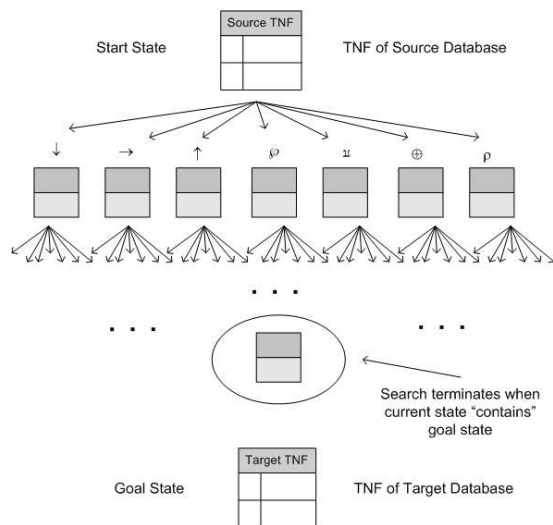 Source TNF
Start State
TNF of Source Database
↓ → ↑ ℘ μ ⊕ ρ
. . .
. . .
. . .
Search terminates when
current state “contains”
goal state
Target TNF
Goal State
TNF of Target Database